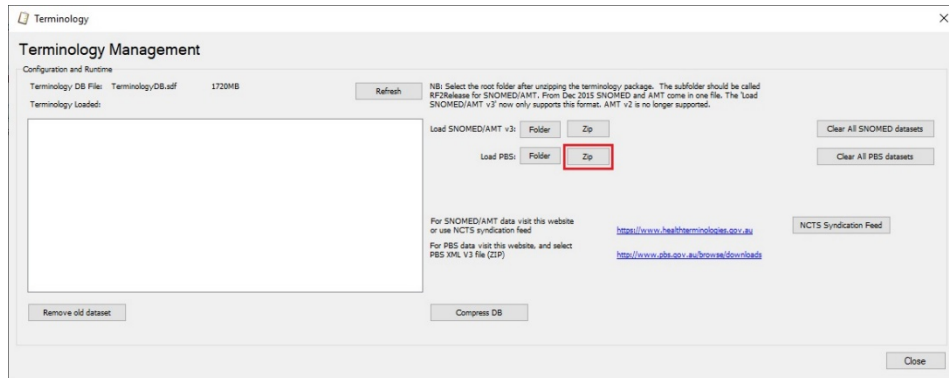 Terminology
Terminology Management
Configuration and Runtime
Terminology DB File: TerminologyDB.sdf 1720MB
Refresh
Terminology Loaded:
NB: Select the root folder after unzipping the terminology package. The subfolder should be called
RF2Release for SNOMED/AMT. From Dec 2015 SNOMED and AMT come in one file. The 'Load
SNOMED/AMT v3' now only supports this format. AMT v2 is no longer supported.
Load SNOMED/AMT v3: Folder Zip
Clear All SNOMED datasets
Load PBS: Folder Zip
Clear All PBS datasets
For SNOMED/AMT data visit this website
or use NCTS syndication feed
https://www.healthterminologies.gov.au
NCTS Syndication Feed
For PBS data visit this website, and select
PBS XML V3 file (ZIP)
http://www.pbs.gov.au/browse/downloads
Remove old dataset
Compress DB
Close